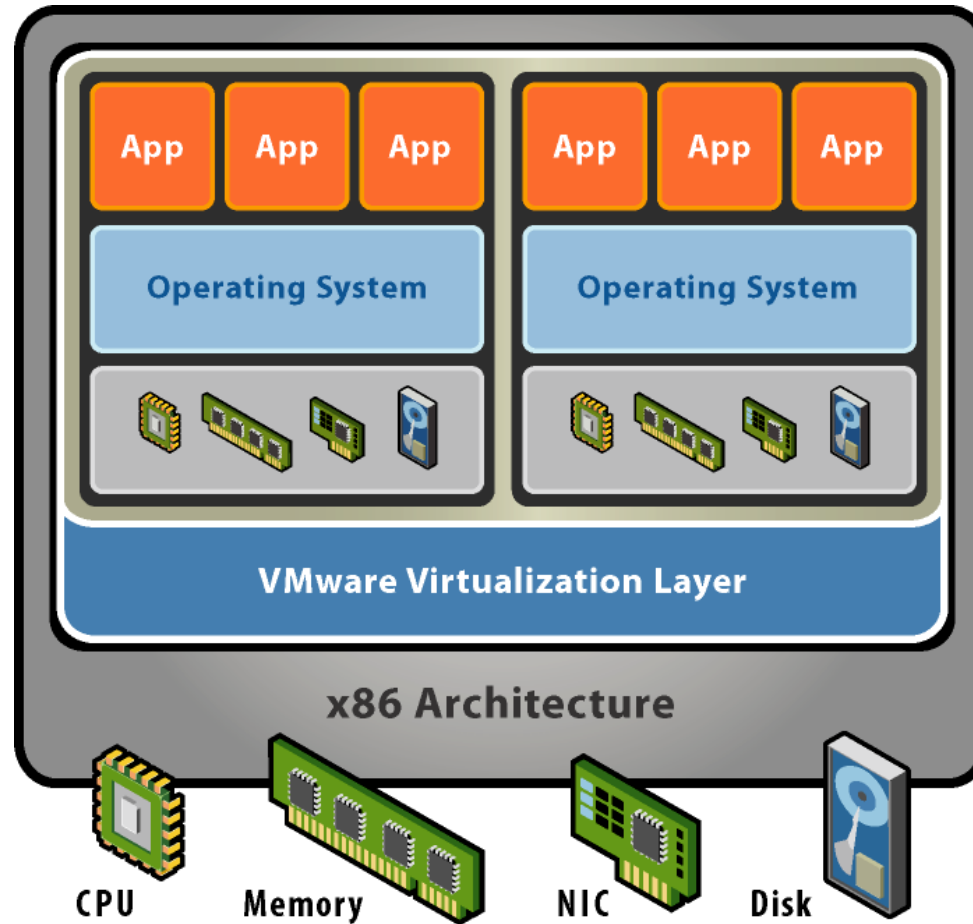 App App App App App App
Operating System Operating System
VMware Virtualization Layer
x86 Architecture
CPU Memory NIC Disk